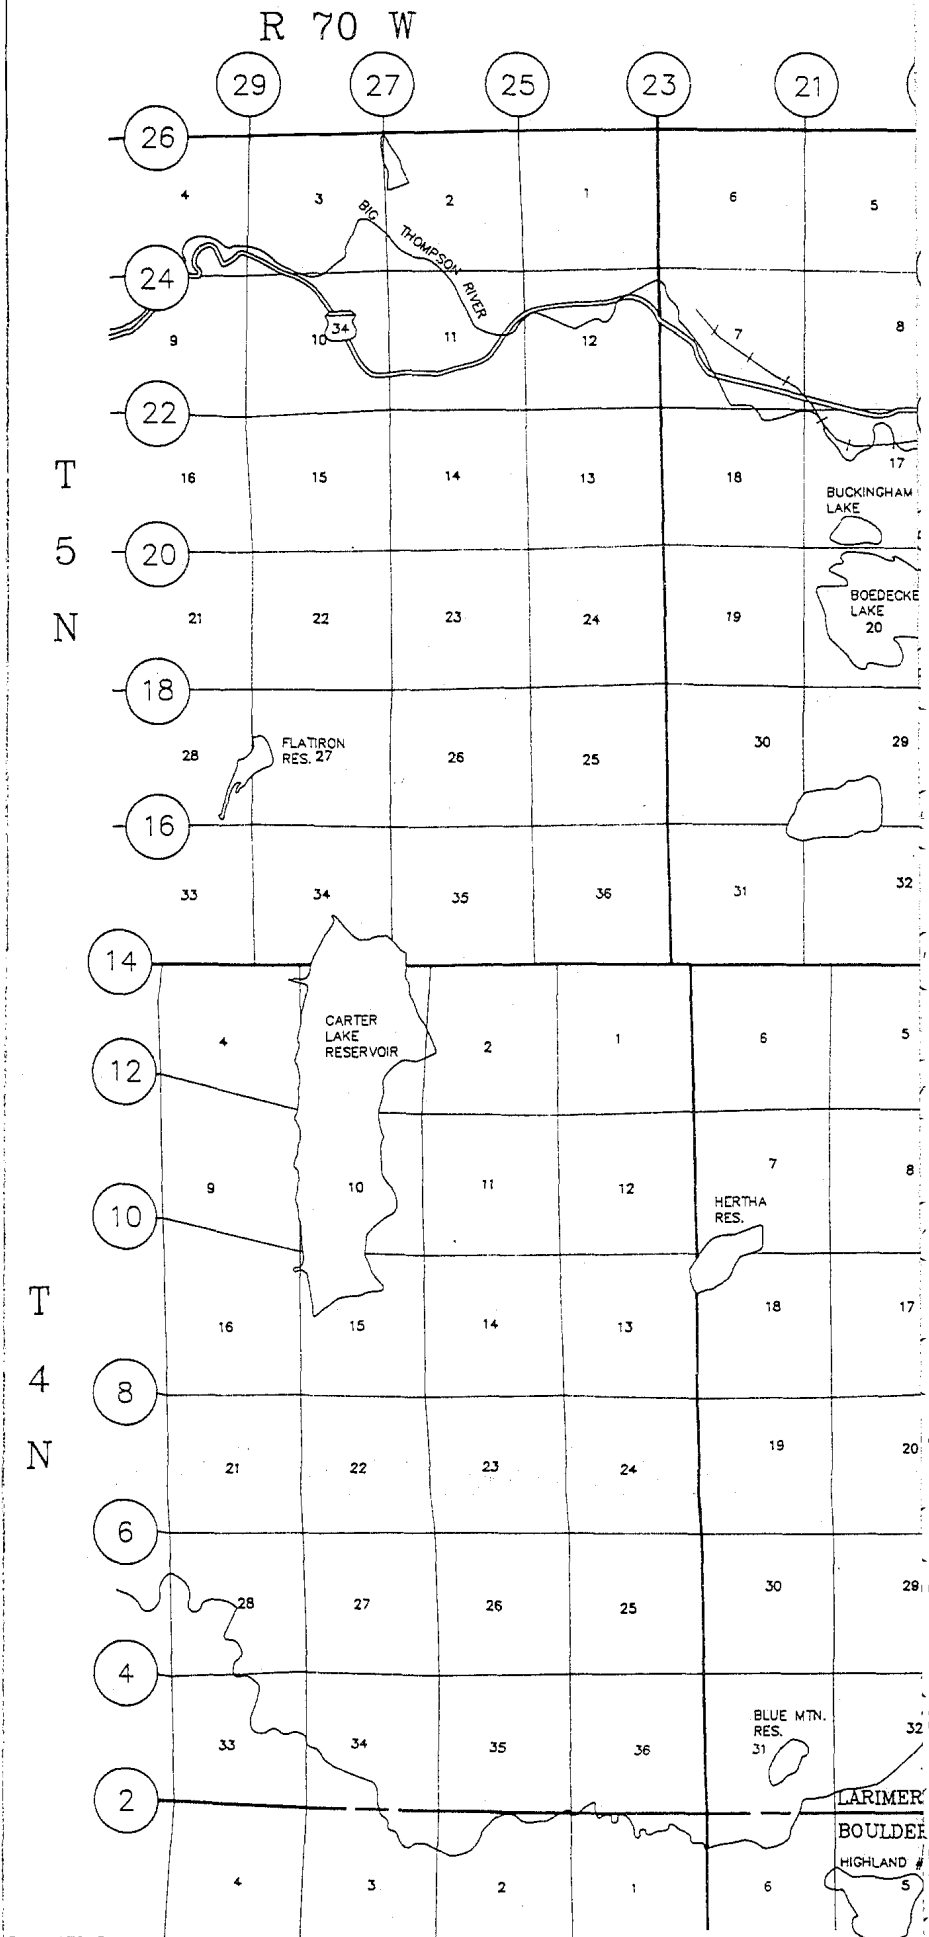 R 70 W
29 27 25 23 21
26
4 3 2 1 6 5
BIG THOMPSON RIVER
24
34
9 10 11 12 7 8
22
T
5
N
16 15 14 13 18 17
BUCKINGHAM
LAKE
20
BOEDECKE
LAKE
21 22 23 24 19 20
18
FLATIRON
RES. 27
28 26 25 30 29
16
33 34 35 36 31 32
14
CARTER
LAKE
RESERVOIR
4 2 1 6 5
12
9 10 11 12 7 8
HERTHA
RES.
10
T
4
N
16 15 14 13 18 17
8
21 22 23 24 19 20
6
28 27 26 25 30 29
4
BLUE MTN.
RES.
33 34 35 36 31 32
2
LARIMER
BOULDER
HIGHLAND #
4 3 2 1 6 5